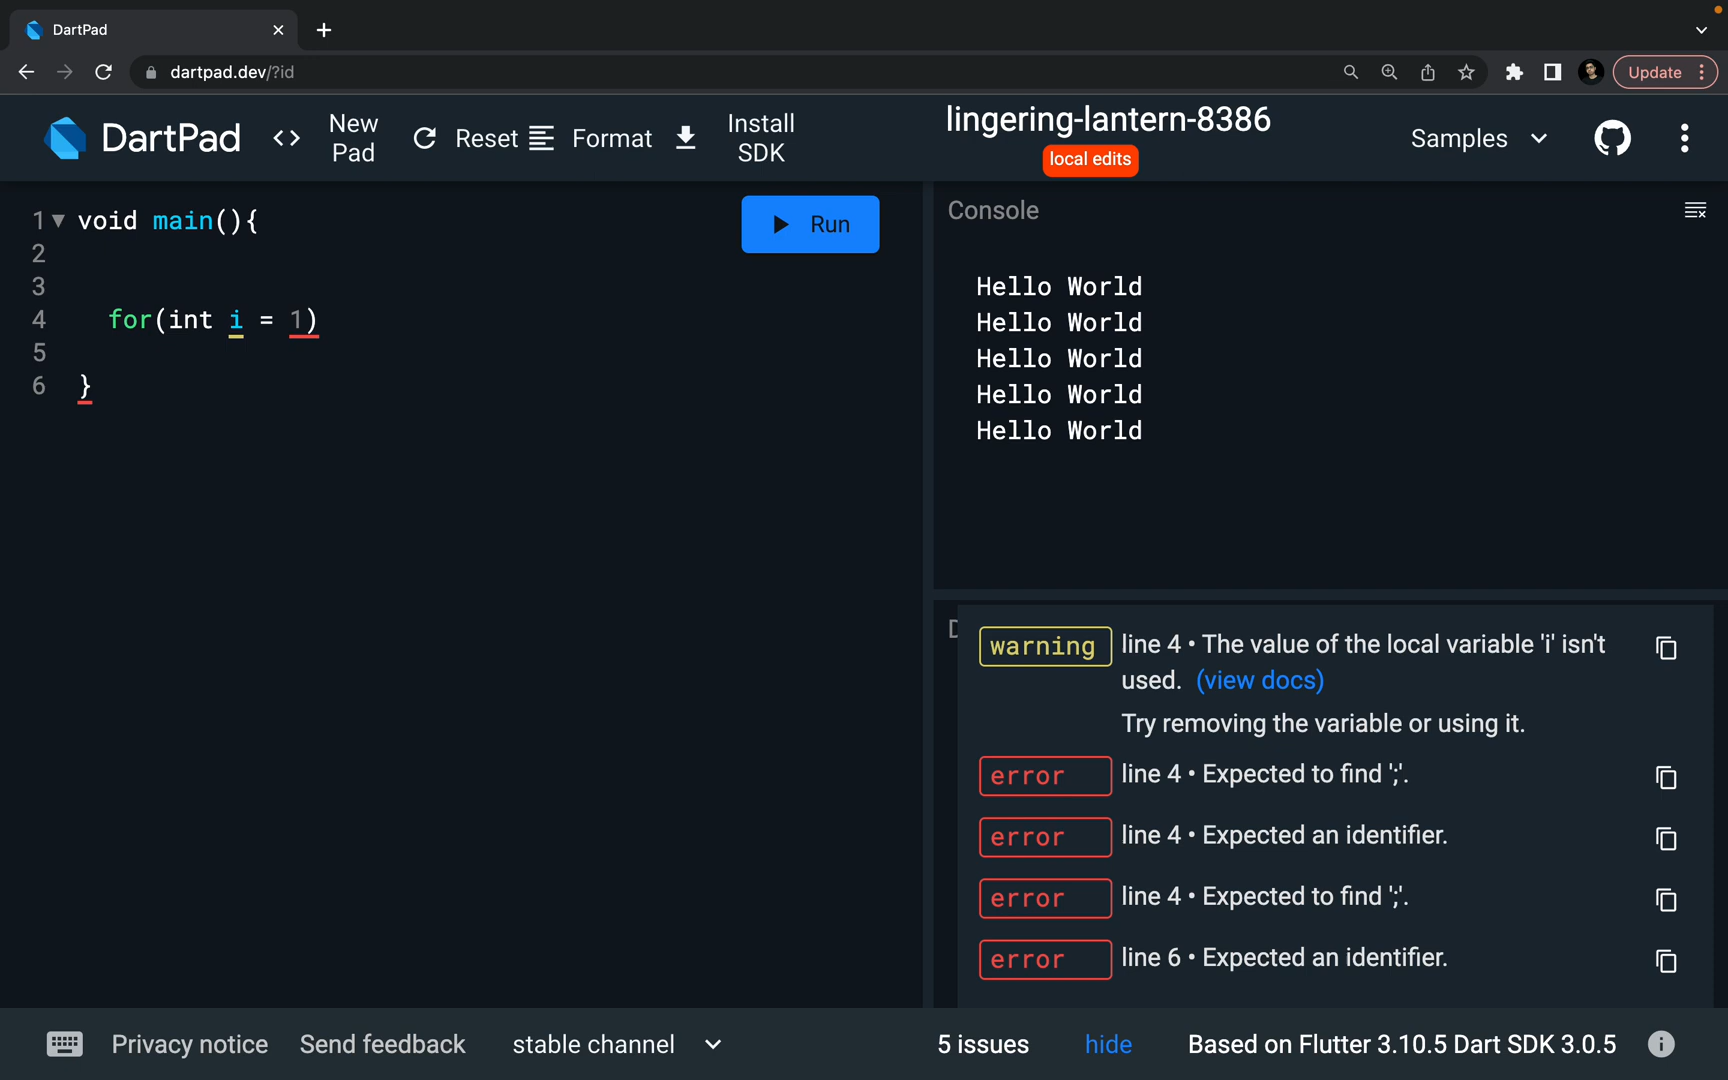 DartPad
dartpad.dev/?id
Update
DartPad
<> New Pad
Reset
Format
Install SDK
lingering-lantern-8386
local edits
Samples
1 void main(){
2
3
4 for(int i = 1)
5
6 }
Run
Console
Hello World
Hello World
Hello World
Hello World
Hello World
D
warning line 4 • The value of the local variable 'i' isn't
used. (view docs)
Try removing the variable or using it.
error line 4 • Expected to find ';'.
error line 4 • Expected an identifier.
error line 4 • Expected to find ';'.
error line 6 • Expected an identifier.
Privacy notice
Send feedback
stable channel
5 issues
hide
Based on Flutter 3.10.5 Dart SDK 3.0.5